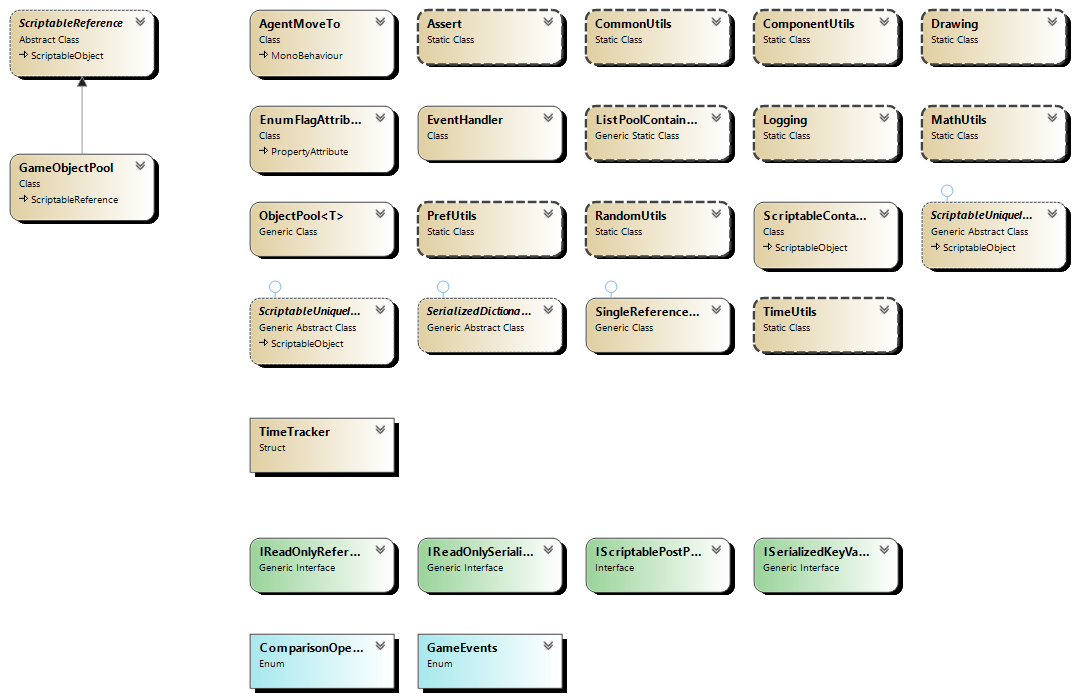 ScriptableReference
Abstract Class
ScriptableObject
GameObjectPool
Class
ScriptableReference
AgentMoveTo
Class
MonoBehaviour
Assert
Static Class
CommonUtils
Static Class
ComponentUtils
Static Class
Drawing
Static Class
EnumFlagAttrib...
Class
PropertyAttribute
EventHandler
Class
ListPoolContain...
Generic Static Class
Logging
Static Class
MathUtils
Static Class
ObjectPool<T>
Generic Class
PrefUtils
Static Class
RandomUtils
Static Class
ScriptableConta...
Class
ScriptableObject
ScriptableUniqueI...
Generic Abstract Class
ScriptableObject
ScriptableUniqueI...
Generic Abstract Class
ScriptableObject
SerializedDictiona...
Generic Abstract Class
SingleReference...
Generic Class
TimeUtils
Static Class
TimeTracker
Struct
IReadOnlyRefer...
Generic Interface
IReadOnlySeriali...
Generic Interface
IScriptablePostP...
Interface
ISerializedKeyVa...
Generic Interface
ComparisonOpe...
Enum
GameEvents
Enum